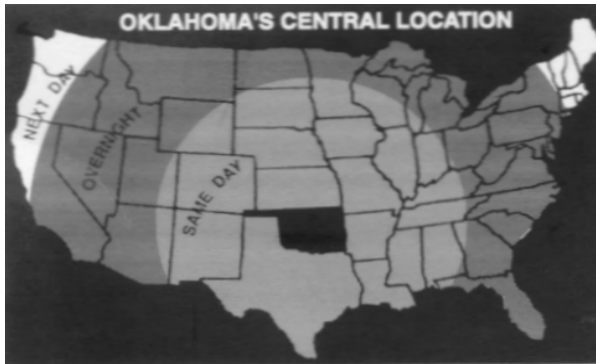 OKLAHOMA'S CENTRAL LOCATION
NEXT DAY
OVERNIGHT
SAME DAY